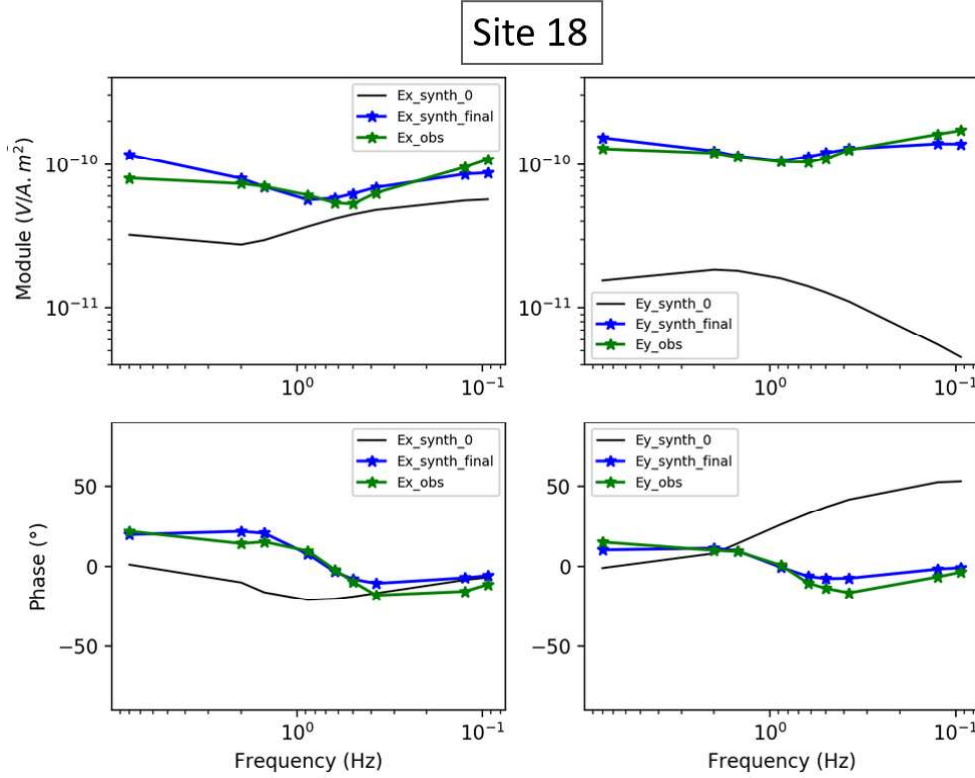 Site 18
Ex_synth_0
Ex_synth_final
Ex_obs
Ey_synth_0
Ey_synth_final
Ey_obs
Module (V/A.m²)
10⁻¹⁰
10⁻¹¹
10⁻¹⁰
10⁻¹¹
10⁰
10⁻¹
10⁰
10⁻¹
Ex_synth_0
Ex_synth_final
Ex_obs
Ey_synth_0
Ey_synth_final
Ey_obs
Phase (°)
50
0
−50
50
0
−50
10⁰
10⁻¹
10⁰
10⁻¹
Frequency (Hz)
Frequency (Hz)